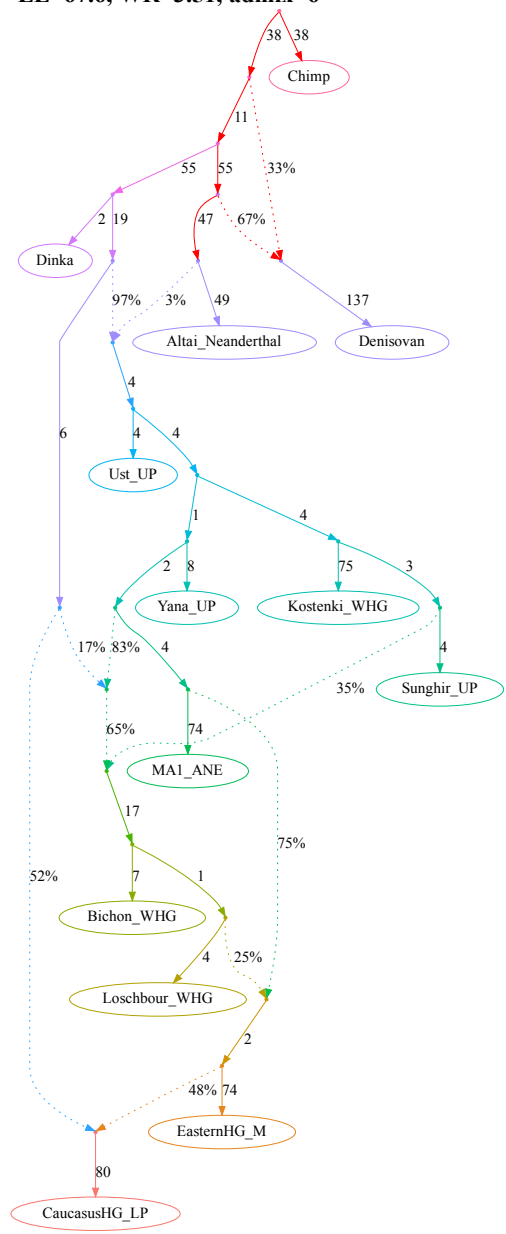 38 38
Chimp
11
55 55 33%
2 19 47 67%
Dinka
97% 3% 49 137
Altai_Neanderthal Denisovan
4
6 4 4
Ust_UP
1 4
2 8 75 3
Yana_UP Kostenki_WHG
17% 83% 4 4
35% Sunghir_UP
65% 74
MA1_ANE
17
75%
52% 7 1
Bichon_WHG
4 25%
Loschbour_WHG
2
48% 74
EasternHG_M
80
CaucasusHG_LP